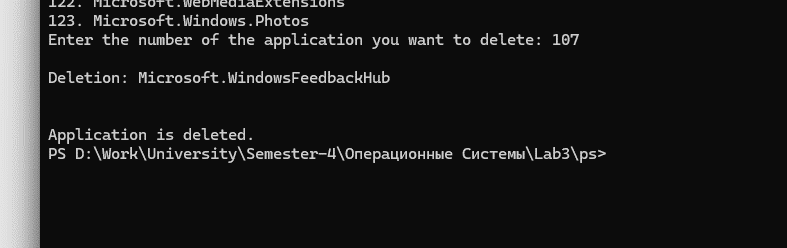 122. Microsoft.WebMediaExtensions
123. Microsoft.Windows.Photos
Enter the number of the application you want to delete: 107
Deletion: Microsoft.WindowsFeedbackHub
Application is deleted.
PS D:\Work\University\Semester-4\Операционные Системы\Lab3\ps>